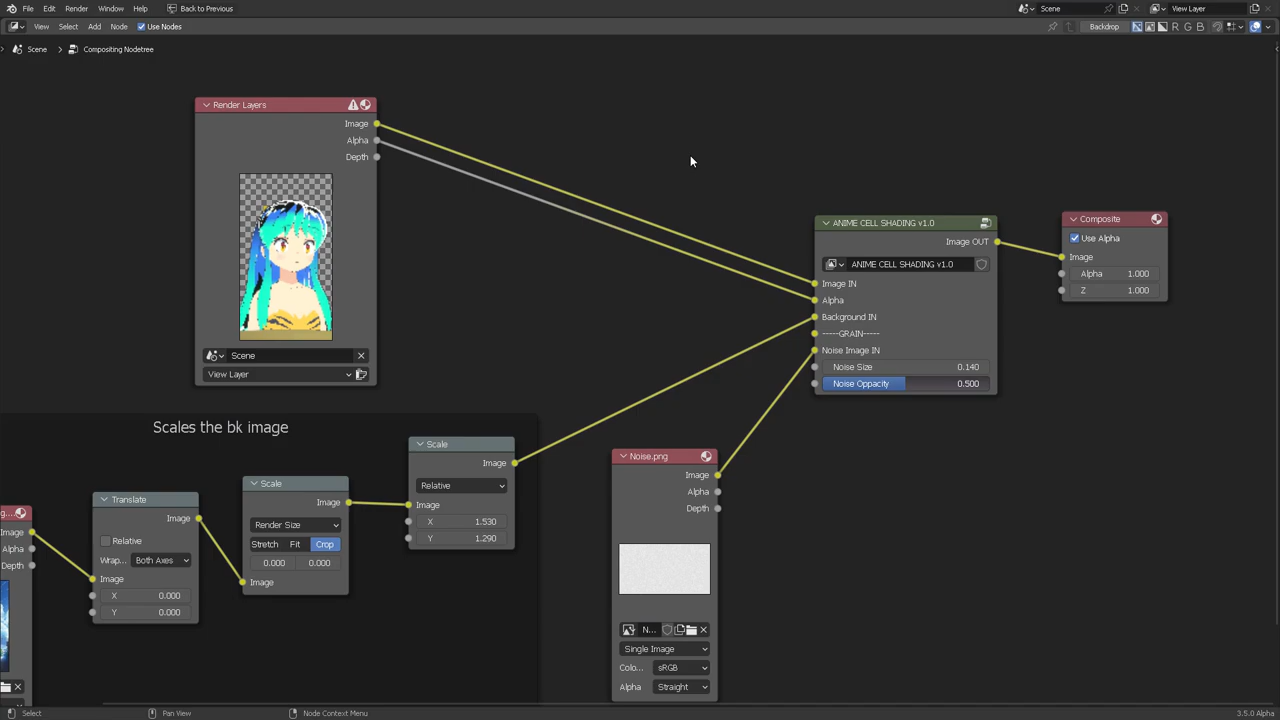 File Edit Render Window Help Back to Previous Scene View Layer
View Select Add Node Use Nodes Backdrop R G B
Scene > Compositing Nodetree
Render Layers
Image
Alpha
Depth
Scene
View Layer
ANIME CELL SHADING v1.0
Image OUT
ANIME CELL SHADING v1.0
Image IN
Alpha
Background IN
-----GRAIN-----
Noise Image IN
Noise Size 0.140
Noise Oppacity 0.500
Composite
Use Alpha
Image
Alpha 1.000
Z 1.000
Scales the bk image
Scale
Image
Relative
Image
X 1.530
Y 1.290
Scale
Image
Render Size
Stretch Fit Crop
0.000 0.000
Image
Translate
Image
Relative
Wrap... Both Axes
Image
X 0.000
Y 0.000
g...
Image
Alpha
Depth
Noise.png
Image
Alpha
Depth
N...
Single Image
Colo... sRGB
Alpha Straight
Select Pan View Node Context Menu 3.5.0 Alpha